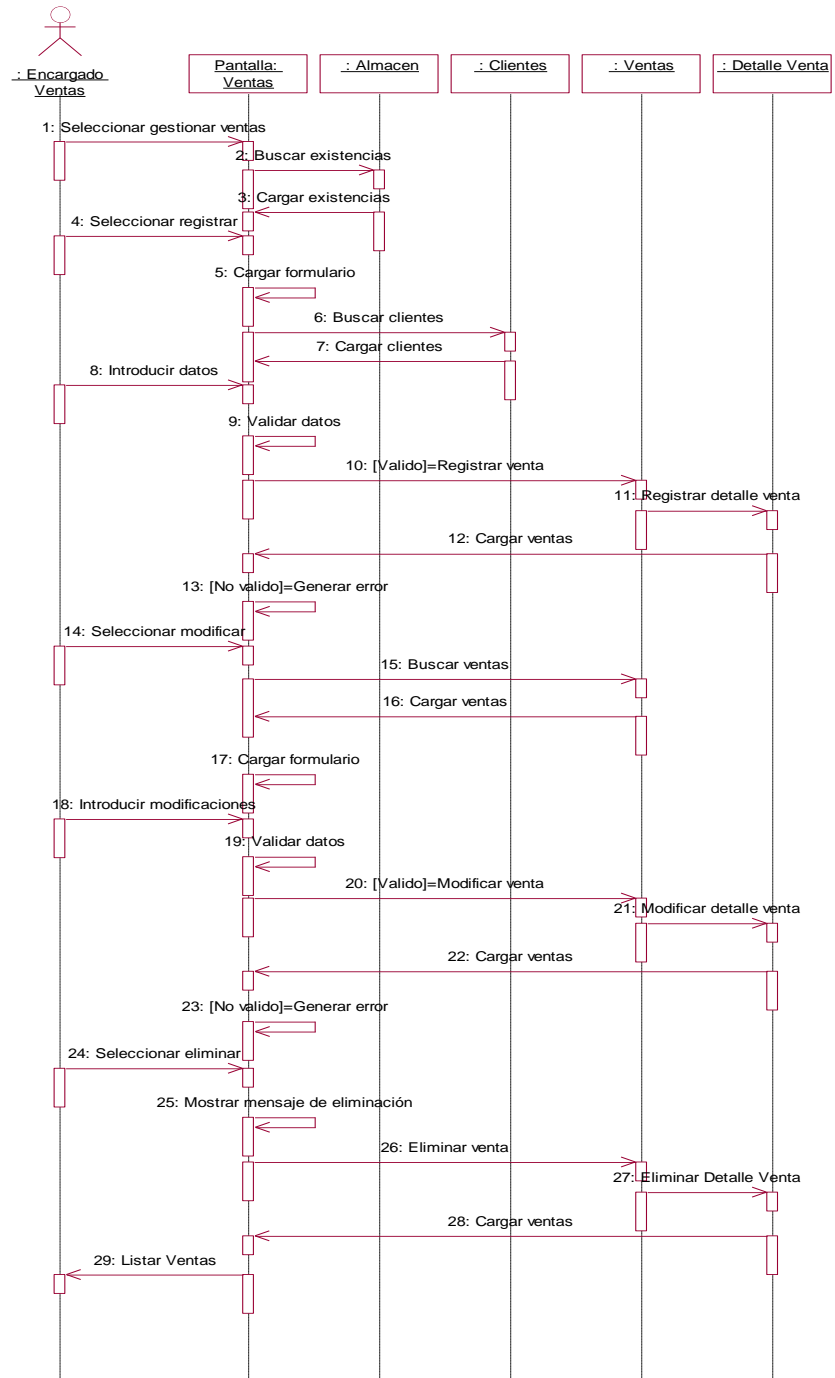 : Encargado
Ventas
Pantalla:
Ventas
: Almacen
: Clientes
: Ventas
: Detalle Venta
1: Seleccionar gestionar ventas
2: Buscar existencias
3: Cargar existencias
4: Seleccionar registrar
5: Cargar formulario
6: Buscar clientes
7: Cargar clientes
8: Introducir datos
9: Validar datos
10: [Valido]=Registrar venta
11: Registrar detalle venta
12: Cargar ventas
13: [No valido]=Generar error
14: Seleccionar modificar
15: Buscar ventas
16: Cargar ventas
17: Cargar formulario
18: Introducir modificaciones
19: Validar datos
20: [Valido]=Modificar venta
21: Modificar detalle venta
22: Cargar ventas
23: [No valido]=Generar error
24: Seleccionar eliminar
25: Mostrar mensaje de eliminación
26: Eliminar venta
27: Eliminar Detalle Venta
28: Cargar ventas
29: Listar Ventas